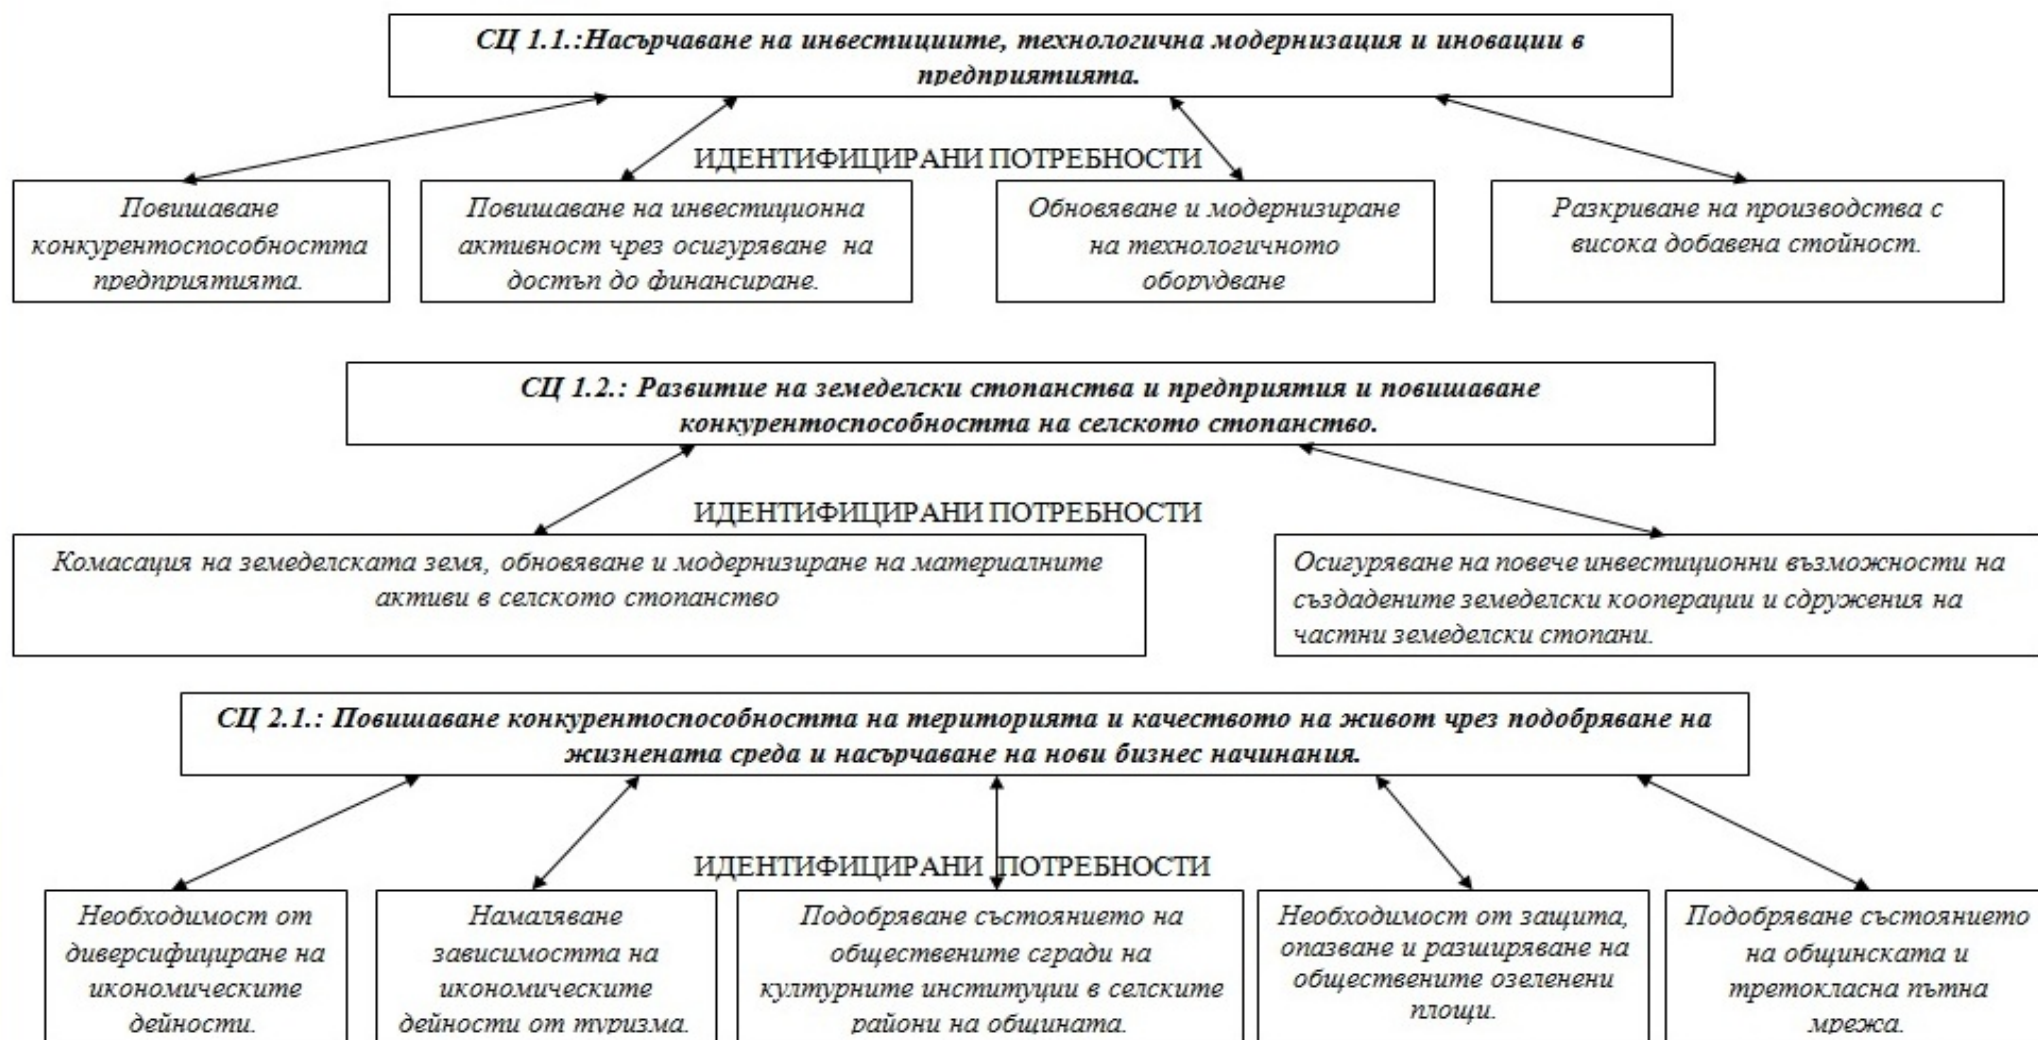 СЦ 1.1.:Насърчаване на инвестициите, технологична модернизация и иновации в
предприятията.
ИДЕНТИФИЦИРАНИ ПОТРЕБНОСТИ
Повишаване
конкурентоспособността
предприятията.
Повишаване на инвестиционна
активност чрез осигуряване на
достъп до финансиране.
Обновяване и модернизиране
на технологичното
оборудване
Разкриване на производства с
висока добавена стойност.
СЦ 1.2.: Развитие на земеделски стопанства и предприятия и повишаване
конкурентоспособността на селското стопанство.
ИДЕНТИФИЦИРАНИ ПОТРЕБНОСТИ
Комасация на земеделската земя, обновяване и модернизиране на материалните
активи в селското стопанство
Осигуряване на повече инвестиционни възможности на
създадените земеделски кооперации и сдружения на
частни земеделски стопани.
СЦ 2.1.: Повишаване конкурентоспособността на територията и качеството на живот чрез подобряване на
жизнената среда и насърчаване на нови бизнес начинания.
ИДЕНТИФИЦИРАНИ ПОТРЕБНОСТИ
Необходимост от
диверсифициране на
икономическите
дейности.
Намаляване
зависимостта на
икономическите
дейности от туризма.
Подобряване състоянието на
обществените сгради на
културните институции в селските
райони на общината.
Необходимост от защита,
опазване и разширяване на
обществените озеленени
площи.
Подобряване състоянието
на общинската и
третокласна пътна
мрежа.